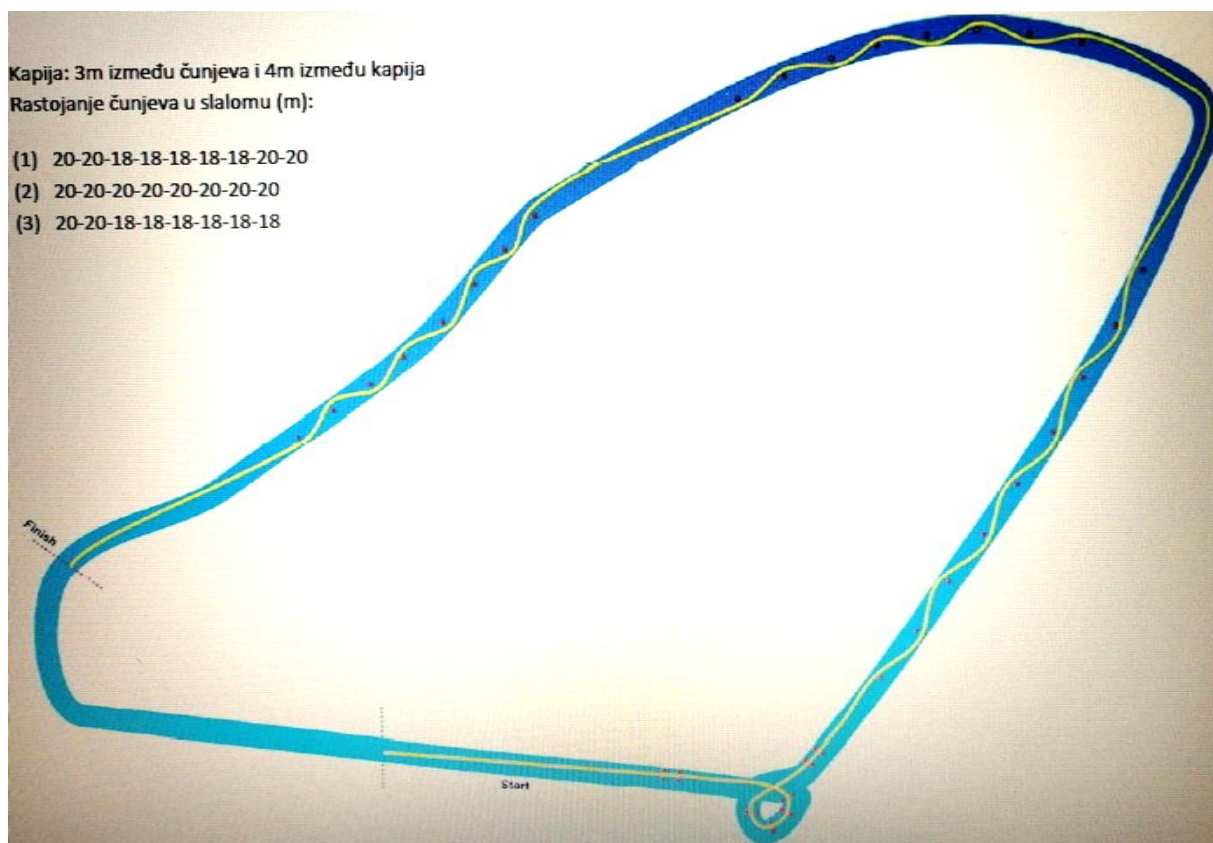 Kapija: 3m između čunjeva i 4m između kapija
Rastojanje čunjeva u slalomu (m):
(1) 20-20-18-18-18-18-18-20-20
(2) 20-20-20-20-20-20-20-20
(3) 20-20-18-18-18-18-18-18
Finish
Start